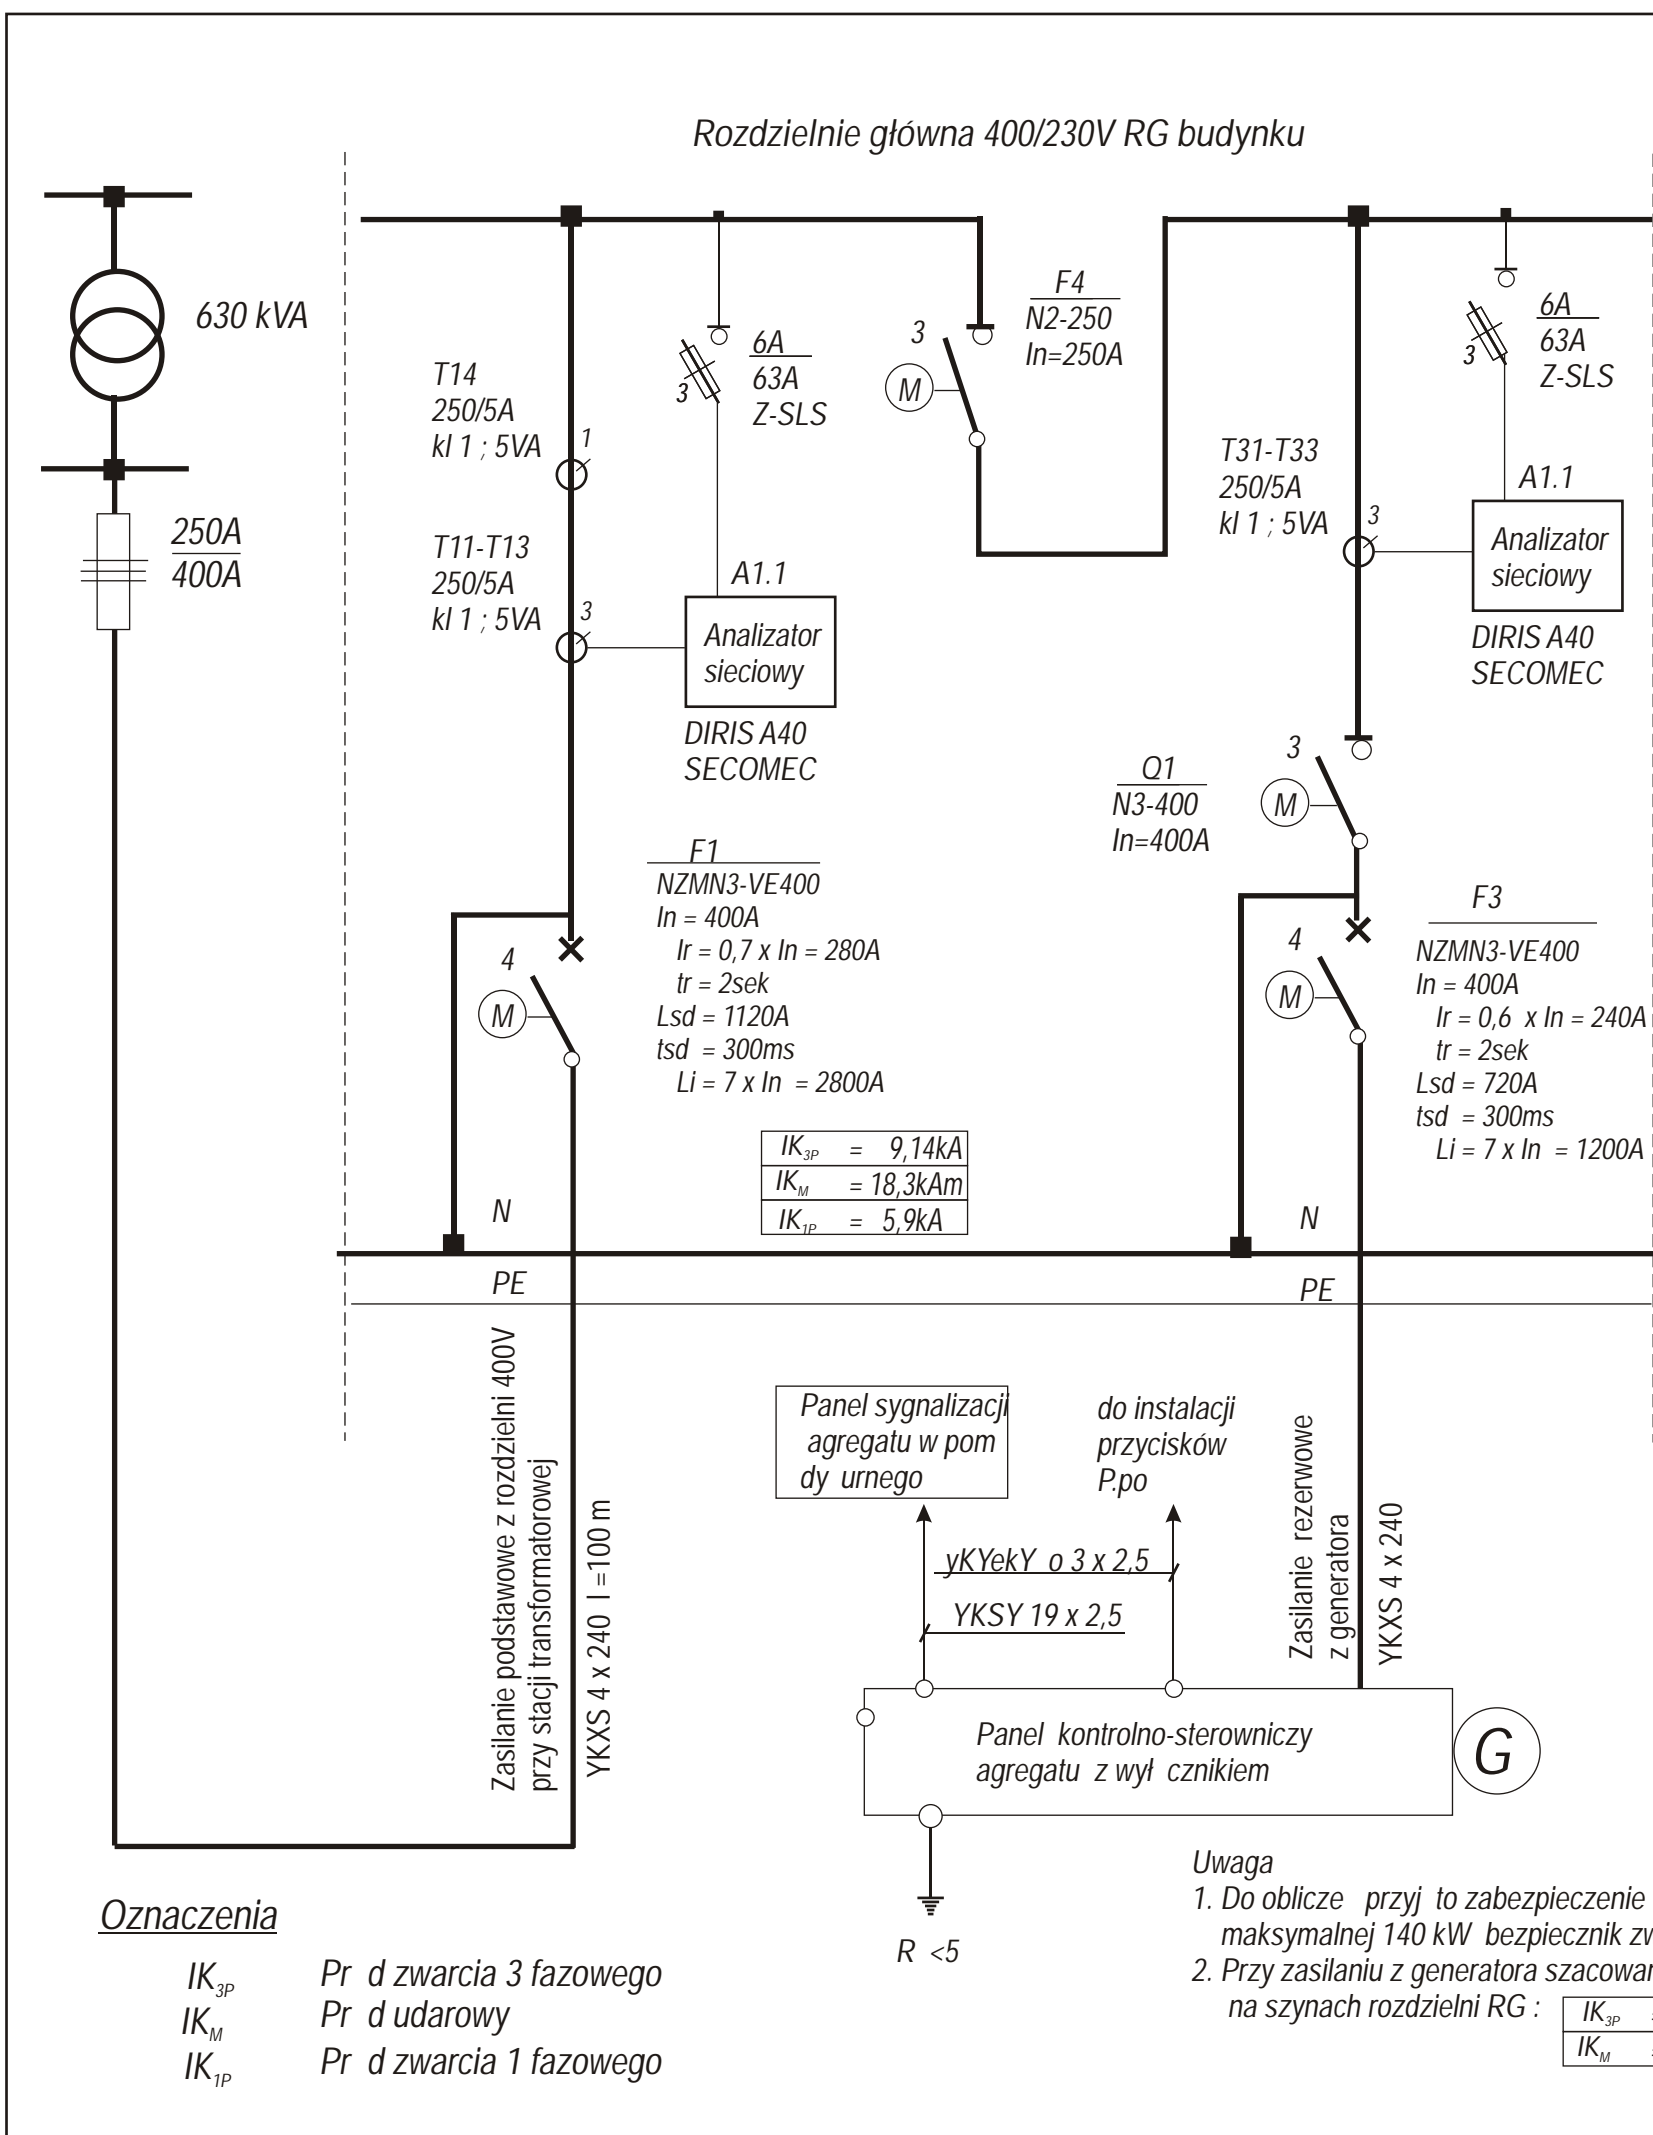 Rozdzielnie główna 400/230V RG budynku
630 kVA
250A
400A
T14
250/5A
kl 1 ; 5VA
1
T11-T13
250/5A
kl 1 ; 5VA
3
3
6A
63A
Z-SLS
A1.1
Analizator
sieciowy
DIRIS A40
SECOMEC
3
M
F4
N2-250
In=250A
T31-T33
250/5A
kl 1 ; 5VA
3
3
6A
63A
Z-SLS
A1.1
Analizator
sieciowy
DIRIS A40
SECOMEC
Q1
N3-400
In=400A
3
M
F1
NZMN3-VE400
In = 400A
Ir = 0,7 x In = 280A
tr = 2sek
Lsd = 1120A
tsd = 300ms
Li = 7 x In = 2800A
4
M
F3
NZMN3-VE400
In = 400A
Ir = 0,6 x In = 240A
tr = 2sek
Lsd = 720A
tsd = 300ms
Li = 7 x In = 1200A
4
M
IK3P = 9,14kA
IKM = 18,3kAm
IK1P = 5,9kA
N
N
PE
PE
Zasilanie podstawowe z rozdzielni 400V
przy stacji transformatorowej
YKXS 4 x 240 l =100 m
Panel sygnalizacji
agregatu w pom
dy urnego
do instalacji
przycisków
P.po
yKYekY o 3 x 2,5
YKSY 19 x 2,5
Zasilanie rezerwowe
z generatora
YKXS 4 x 240
Panel kontrolno-sterowniczy
agregatu z wył cznikiem
G
R <5
Uwaga
1. Do oblicze przyj to zabezpieczenie
maksymalnej 140 kW bezpiecznik zw
2. Przy zasilaniu z generatora szacowan
na szynach rozdzielni RG :
IK3P
IKM
Oznaczenia
IK3P Pr d zwarcia 3 fazowego
IKM Pr d udarowy
IK1P Pr d zwarcia 1 fazowego